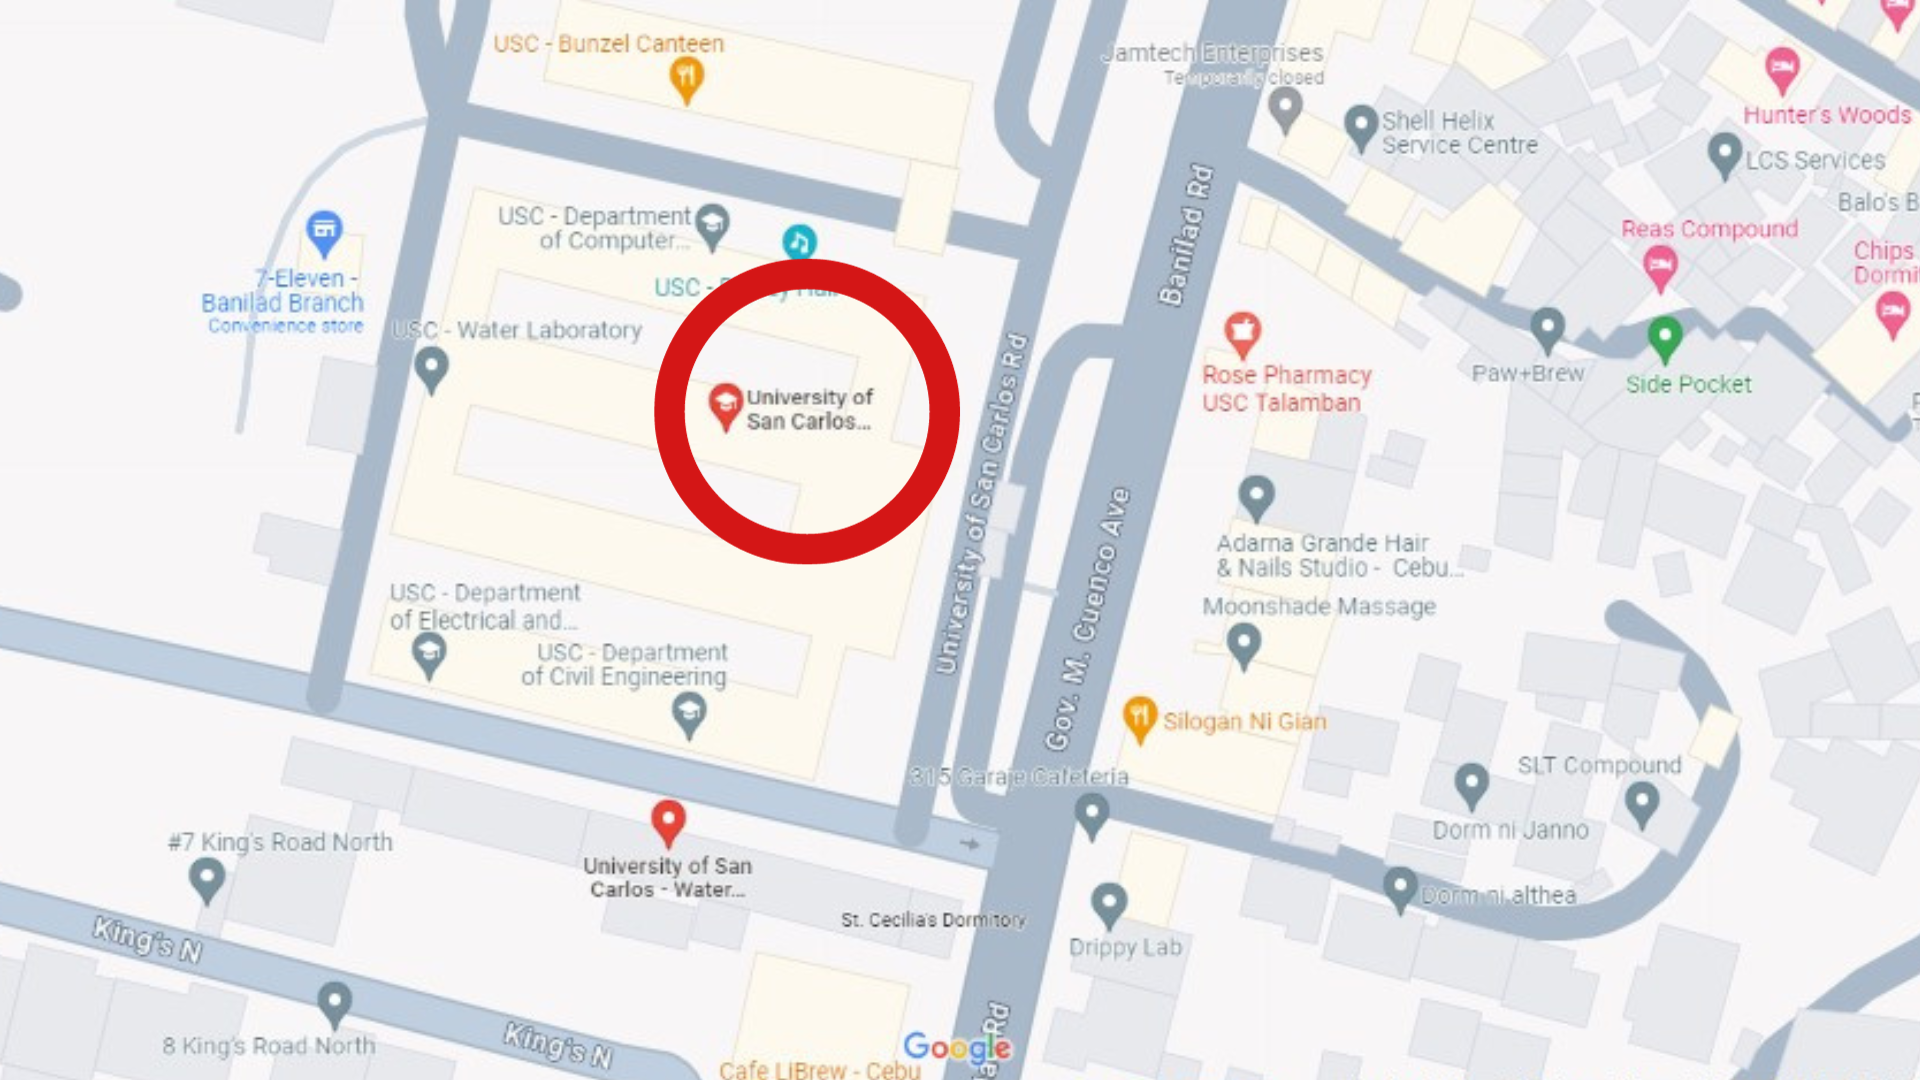 USC - Bunzel Canteen
Jamtech Enterprises
Temporarily closed
Shell Helix
Service Centre
Hunter's Woods
LCS Services
Balo's B
Reas Compound
Chips
Dormit
USC - Department
of Computer...
USC -
7-Eleven -
Banilad Branch
Convenience store
USC - Water Laboratory
University of
San Carlos...
Banilad Rd
University of San Carlos Rd
Gov. M. Cuenco Ave
Rose Pharmacy
USC Talamban
Paw+Brew
Side Pocket
Adarna Grande Hair
& Nails Studio - Cebu...
Moonshade Massage
USC - Department
of Electrical and...
USC - Department
of Civil Engineering
Silogan Ni Gian
315 Garaje Cafeteria
SLT Compound
Dorm ni Janno
Dorm ni althea
#7 King's Road North
University of San
Carlos - Water...
St. Cecilia's Dormitory
Drippy Lab
King's N
8 King's Road North
King's N
Google
Rd
Cafe LiBrew - Cebu